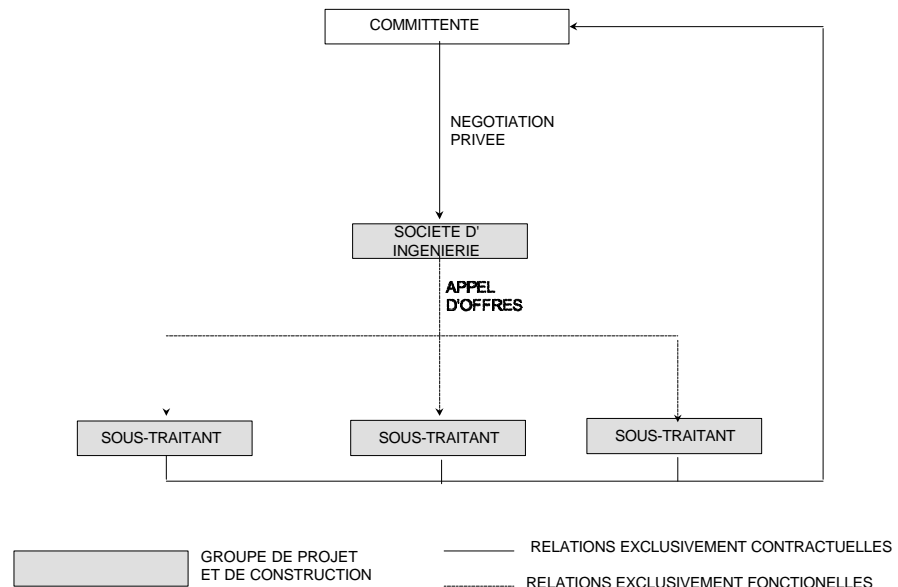 COMMITTENTE
NEGOTIATION
PRIVEE
SOCIETE D'
INGENIERIE
APPEL
D'OFFRES
SOUS-TRAITANT
SOUS-TRAITANT
SOUS-TRAITANT
GROUPE DE PROJET
ET DE CONSTRUCTION
RELATIONS EXCLUSIVEMENT CONTRACTUELLES
RELATIONS EXCLUSIVEMENT FONCTIONELLES